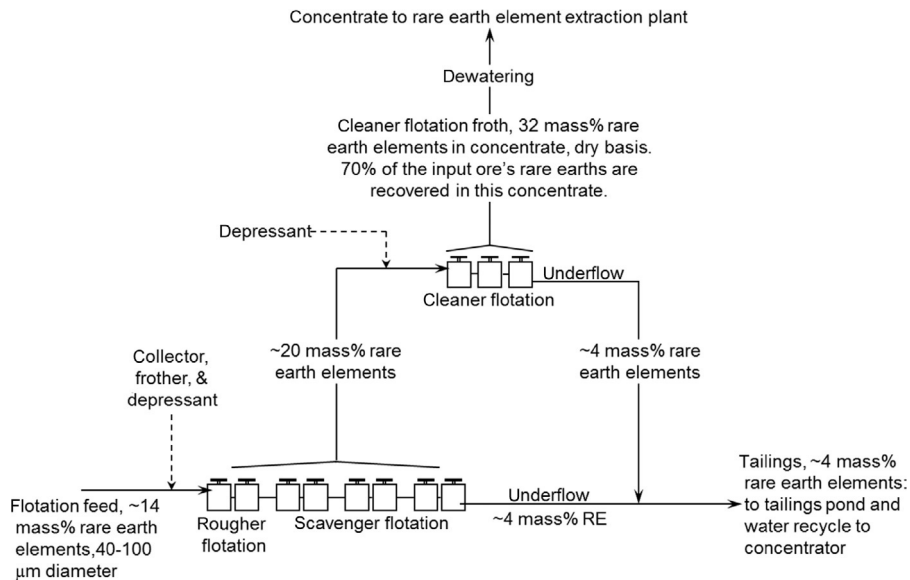 Concentrate to rare earth element extraction plant
Dewatering
Cleaner flotation froth, 32 mass% rare
earth elements in concentrate, dry basis.
70% of the input ore’s rare earths are
recovered in this concentrate.
Depressant
Underflow
Cleaner flotation
~20 mass% rare
earth elements
~4 mass% rare
earth elements
Collector,
frother, &
depressant
Flotation feed, ~14
mass% rare earth
elements,40-100
μm diameter
Rougher
flotation
Scavenger flotation
Underflow
~4 mass% RE
Tailings, ~4 mass%
rare earth elements:
to tailings pond and
water recycle to
concentrator